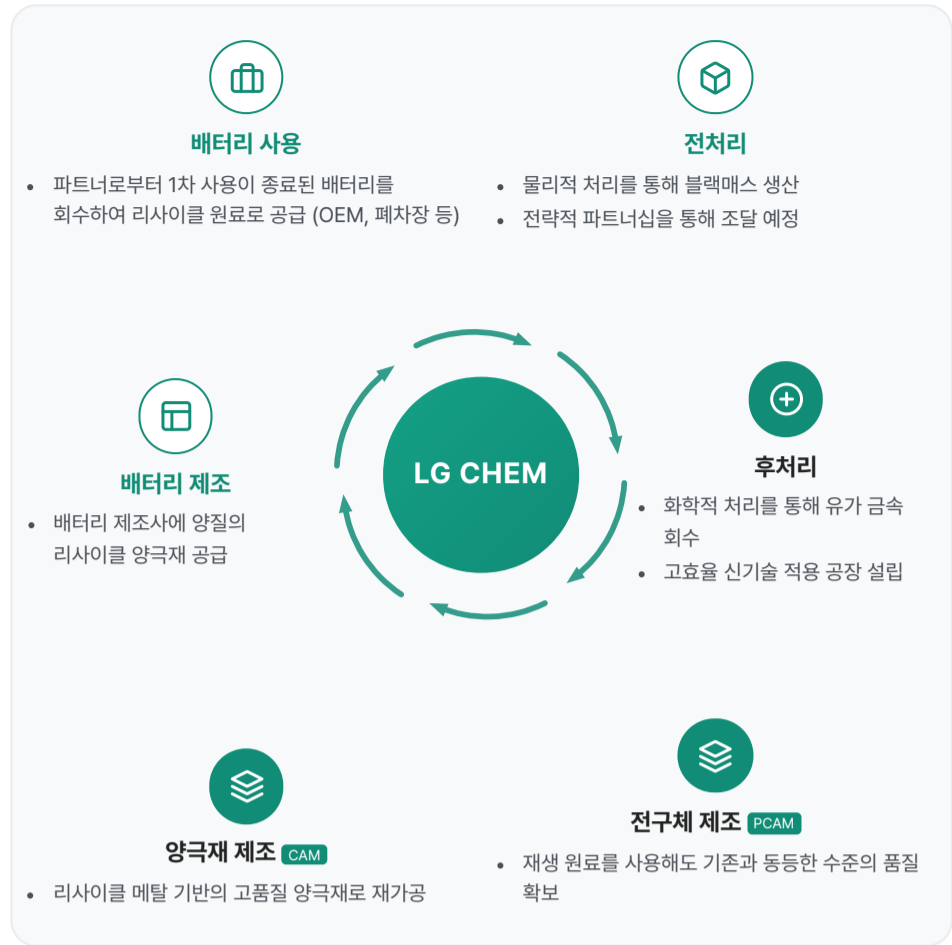 배터리 사용
• 파트너로부터 1차 사용이 종료된 배터리를
회수하여 리사이클 원료로 공급 (OEM, 폐차장 등)
전처리
• 물리적 처리를 통해 블랙매스 생산
• 전략적 파트너십을 통해 조달 예정
LG CHEM
후처리
• 화학적 처리를 통해 유가 금속
회수
• 고효율 신기술 적용 공장 설립
전구체 제조 PCAM
• 재생 원료를 사용해도 기존과 동등한 수준의 품질
확보
양극재 제조 CAM
• 리사이클 메탈 기반의 고품질 양극재로 재가공
배터리 제조
• 배터리 제조사에 양질의
리사이클 양극재 공급